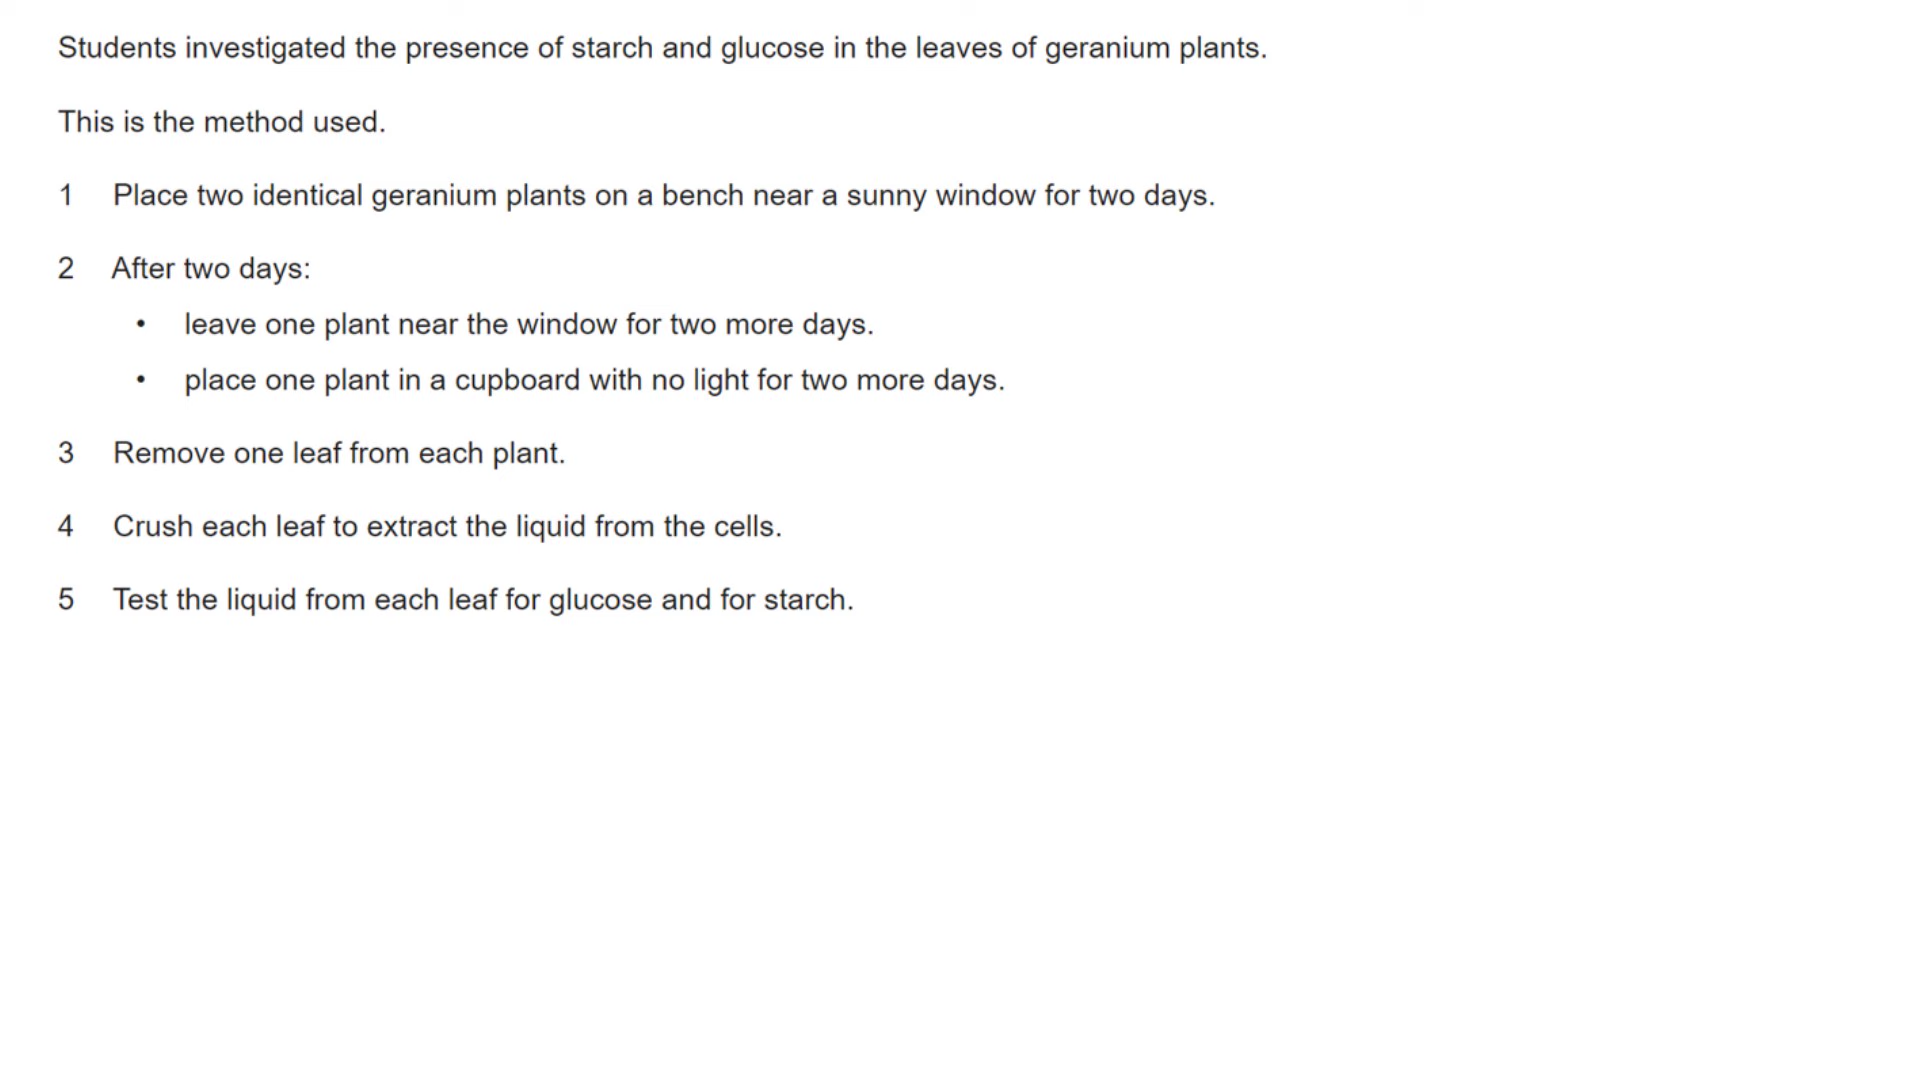 Students investigated the presence of starch and glucose in the leaves of geranium plants.
This is the method used.
1 Place two identical geranium plants on a bench near a sunny window for two days.
2 After two days:
• leave one plant near the window for two more days.
• place one plant in a cupboard with no light for two more days.
3 Remove one leaf from each plant.
4 Crush each leaf to extract the liquid from the cells.
5 Test the liquid from each leaf for glucose and for starch.